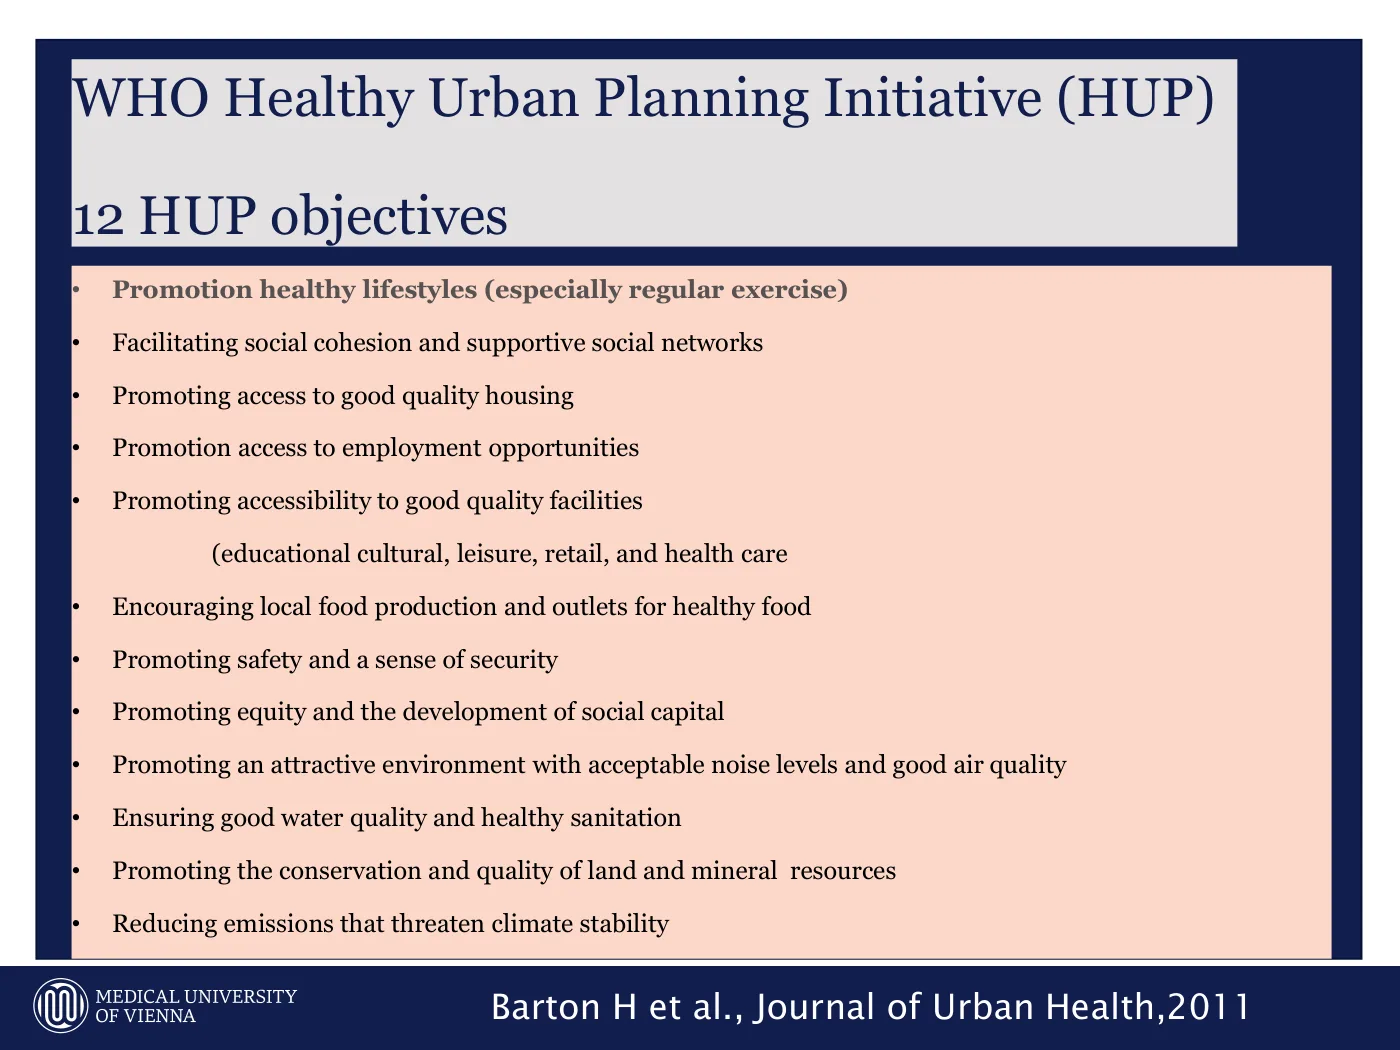 WHO Healthy Urban Planning Initiative (HUP)
12 HUP objectives
• Promotion healthy lifestyles (especially regular exercise)
• Facilitating social cohesion and supportive social networks
• Promoting access to good quality housing
• Promotion access to employment opportunities
• Promoting accessibility to good quality facilities
(educational cultural, leisure, retail, and health care
• Encouraging local food production and outlets for healthy food
• Promoting safety and a sense of security
• Promoting equity and the development of social capital
• Promoting an attractive environment with acceptable noise levels and good air quality
• Ensuring good water quality and healthy sanitation
• Promoting the conservation and quality of land and mineral  resources
• Reducing emissions that threaten climate stability
MEDICAL UNIVERSITY
OF VIENNA
Barton H et al., Journal of Urban Health,2011